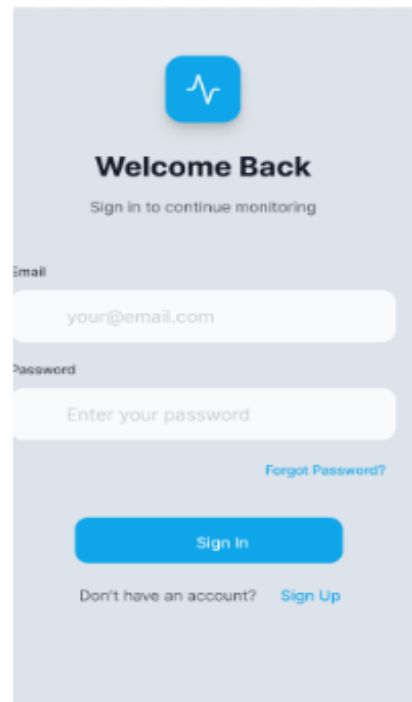 Welcome Back
Sign in to continue monitoring
Email
your@email.com
Password
Enter your password
Forgot Password?
Sign In
Don't have an account? Sign Up